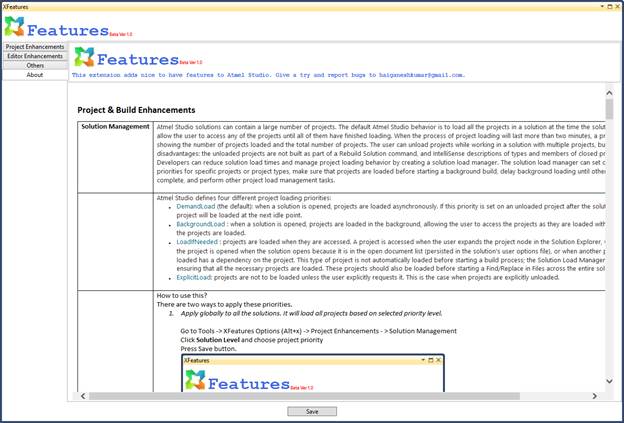 XFeatures
Features Beta Ver 1.0
Project Enhancements
Editor Enhancements
Others
About
Features Beta Ver 1.0
This extension adds nice to have features to Atmel Studio. Give a try and report bugs to haiganeshkumar@gmail.com.
Project & Build Enhancements
Solution Management
Atmel Studio solutions can contain a large number of projects. The default Atmel Studio behavior is to load all the projects in a solution at the time the solu
allow the user to access any of the projects until all of them have finished loading. When the process of project loading will last more than two minutes, a pr
showing the number of projects loaded and the total number of projects. The user can unload projects while working in a solution with multiple projects, bu
disadvantages: the unloaded projects are not built as part of a Rebuild Solution command, and IntelliSense descriptions of types and members of closed pr
Developers can reduce solution load times and manage project loading behavior by creating a solution load manager. The solution load manager can set d
priorities for specific projects or project types, make sure that projects are loaded before starting a background build, delay background loading until othe
complete, and perform other project load management tasks.
Atmel Studio defines four different project loading priorities:
• DemandLoad (the default): when a solution is opened, projects are loaded asynchronously. If this priority is set on an unloaded project after the solut
project will be loaded at the next idle point.
• BackgroundLoad : when a solution is opened, projects are loaded in the background, allowing the user to access the projects as they are loaded with
the projects are loaded.
• LoadIfNeeded : projects are loaded when they are accessed. A project is accessed when the user expands the project node in the Solution Explorer,
the project is opened when the solution opens because it is in the open document list (persisted in the solution's user options file), or when another p
loaded has a dependency on the project. This type of project is not automatically loaded before starting a build process; the Solution Load Manager
ensuring that all the necessary projects are loaded. These projects should also be loaded before starting a Find/Replace in Files across the entire sol
• ExplicitLoad: projects are not to be loaded unless the user explicitly requests it. This is the case when projects are explicitly unloaded.
How to use this?
There are two ways to apply these priorities.
1. Apply globally to all the solutions. It will load all projects based on selected priority level.
Go to Tools -> XFeatures Options (Alt+x) -> Project Enhancements - > Solution Management
Click Solution Level and choose project priority
Press Save button.
XFeatures
Features Beta Ver 1.0
Save